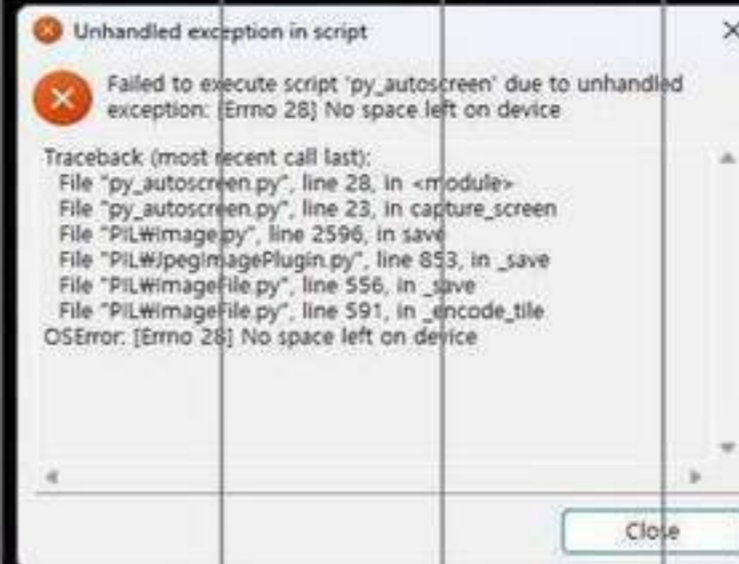 Unhandled exception in script
Failed to execute script 'py_autoscreen' due to unhandled
exception: [Errno 28] No space left on device
Traceback (most recent call last):
File "py_autoscreen.py", line 28, in <module>
File "py_autoscreen.py", line 23, in capture_screen
File "PIL₩Image.py", line 2596, in save
File "PIL₩JpegImagePlugin.py", line 853, in _save
File "PIL₩ImageFile.py", line 556, in _save
File "PIL₩ImageFile.py", line 591, in _encode_tile
OSError: [Errno 28] No space left on device
Close